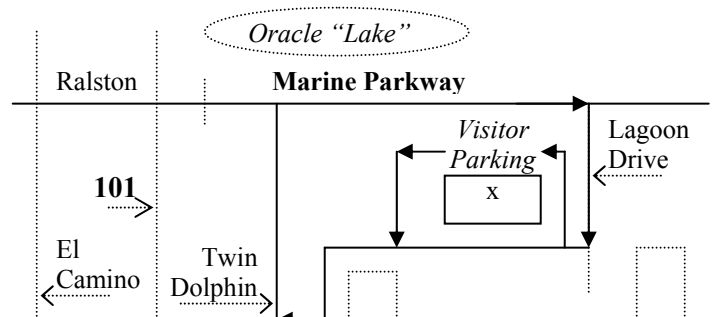 Oracle “Lake”
Ralston
Marine Parkway
Visitor
Parking
Lagoon
Drive
101
x
El
Camino
Twin
Dolphin